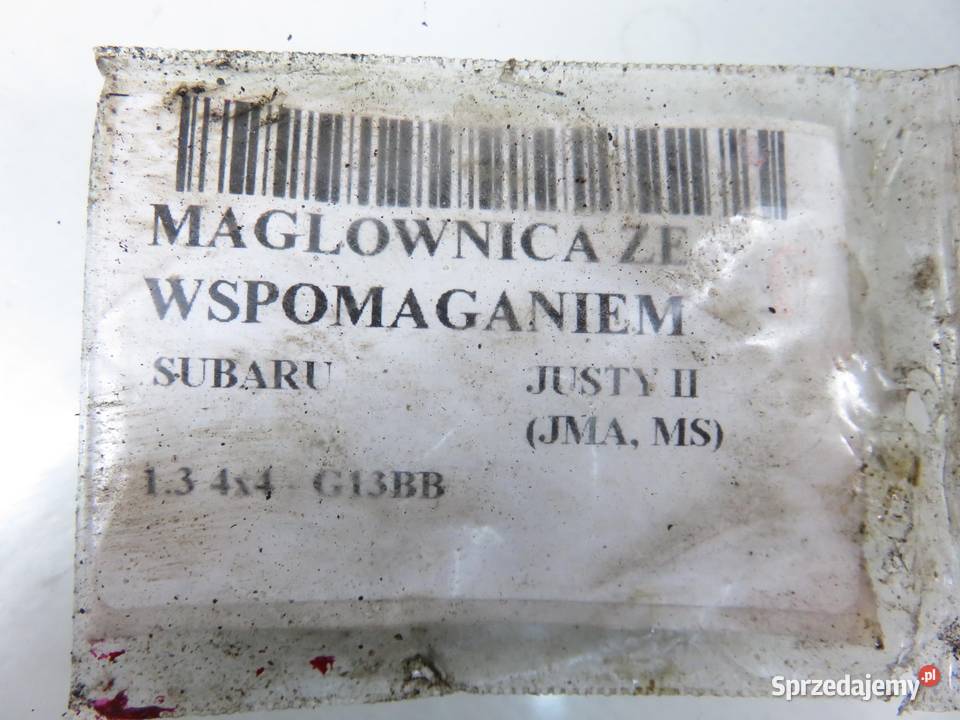 MAGLOWNICA ZE
WSPOMAGANIEM
SUBARU JUSTY II
(JMA, MS)
1.3 4x4 - G13BB
Sprzedajemy.pl